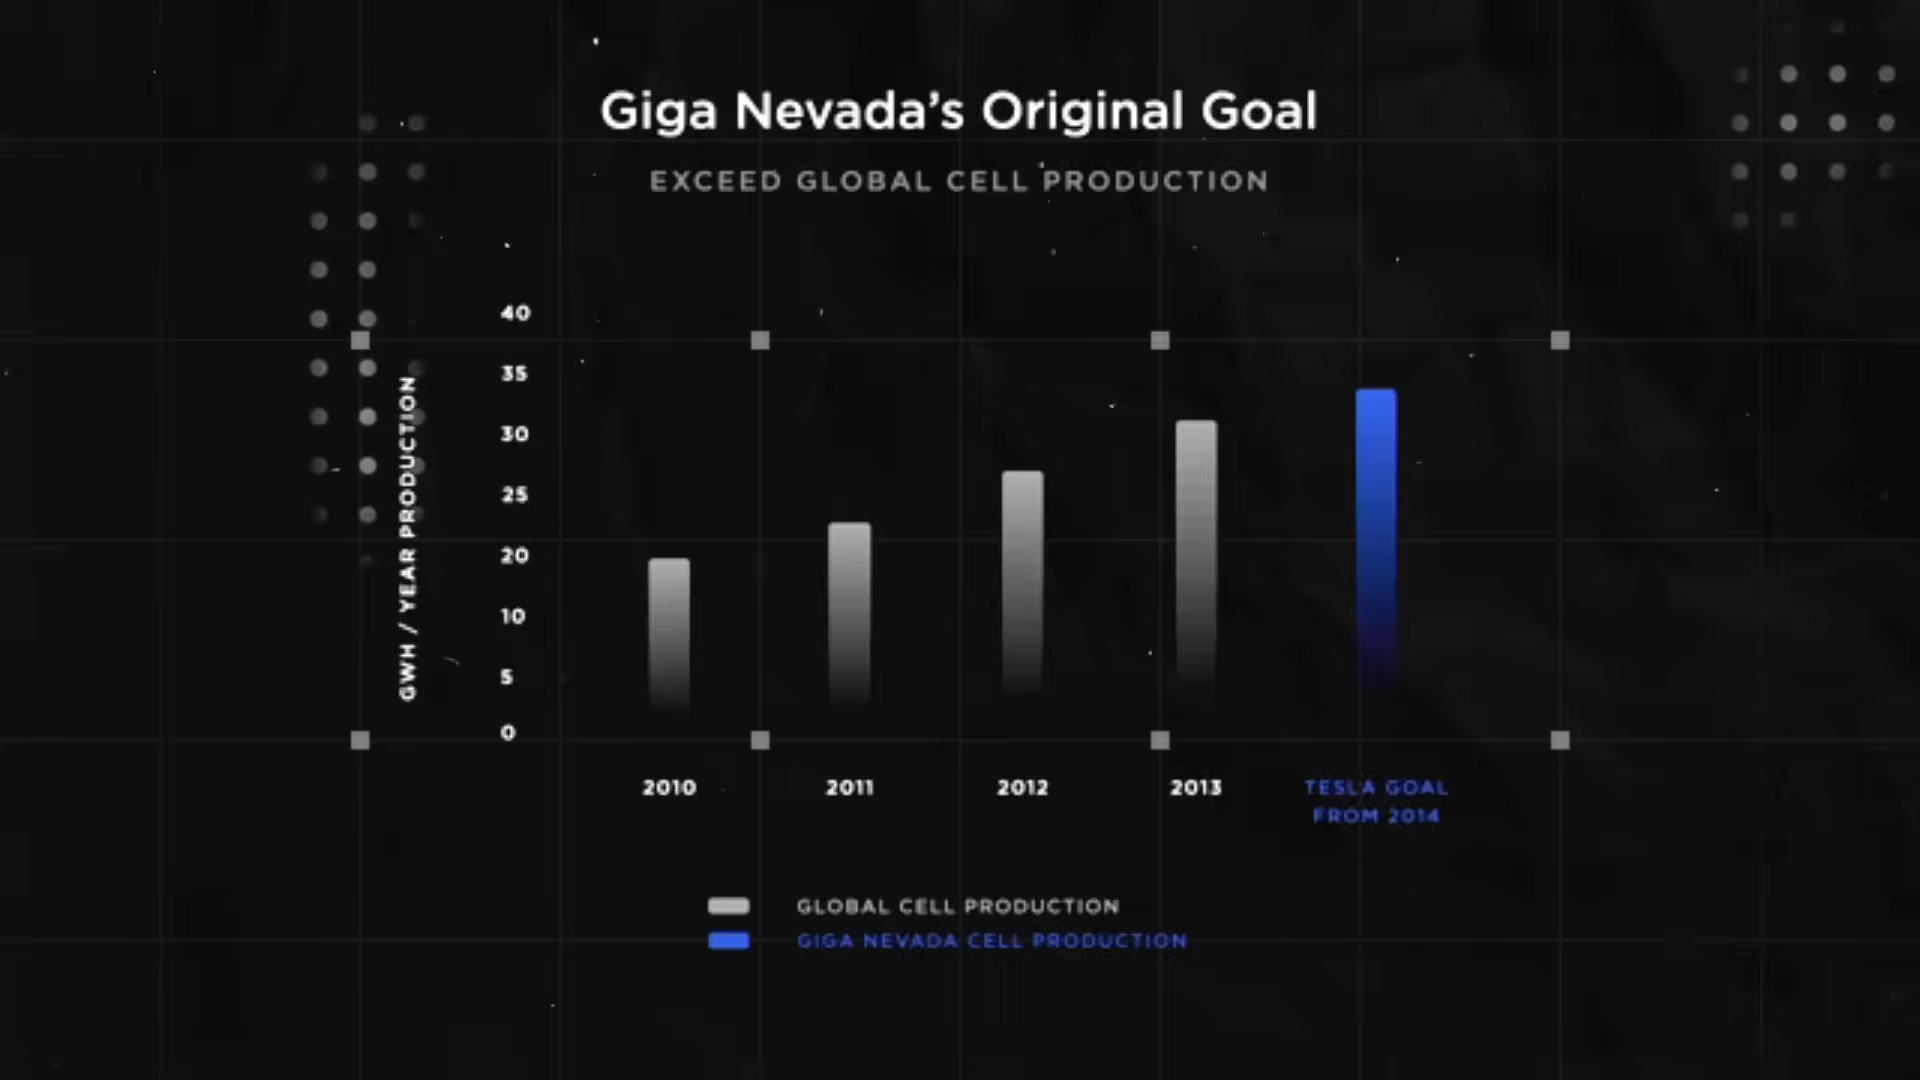 Giga Nevada's Original Goal
EXCEED GLOBAL CELL PRODUCTION
GWH / YEAR PRODUCTION
40
35
30
25
20
10
5
0
2010
2011
2012
2013
TESLA GOAL
FROM 2014
GLOBAL CELL PRODUCTION
GIGA NEVADA CELL PRODUCTION